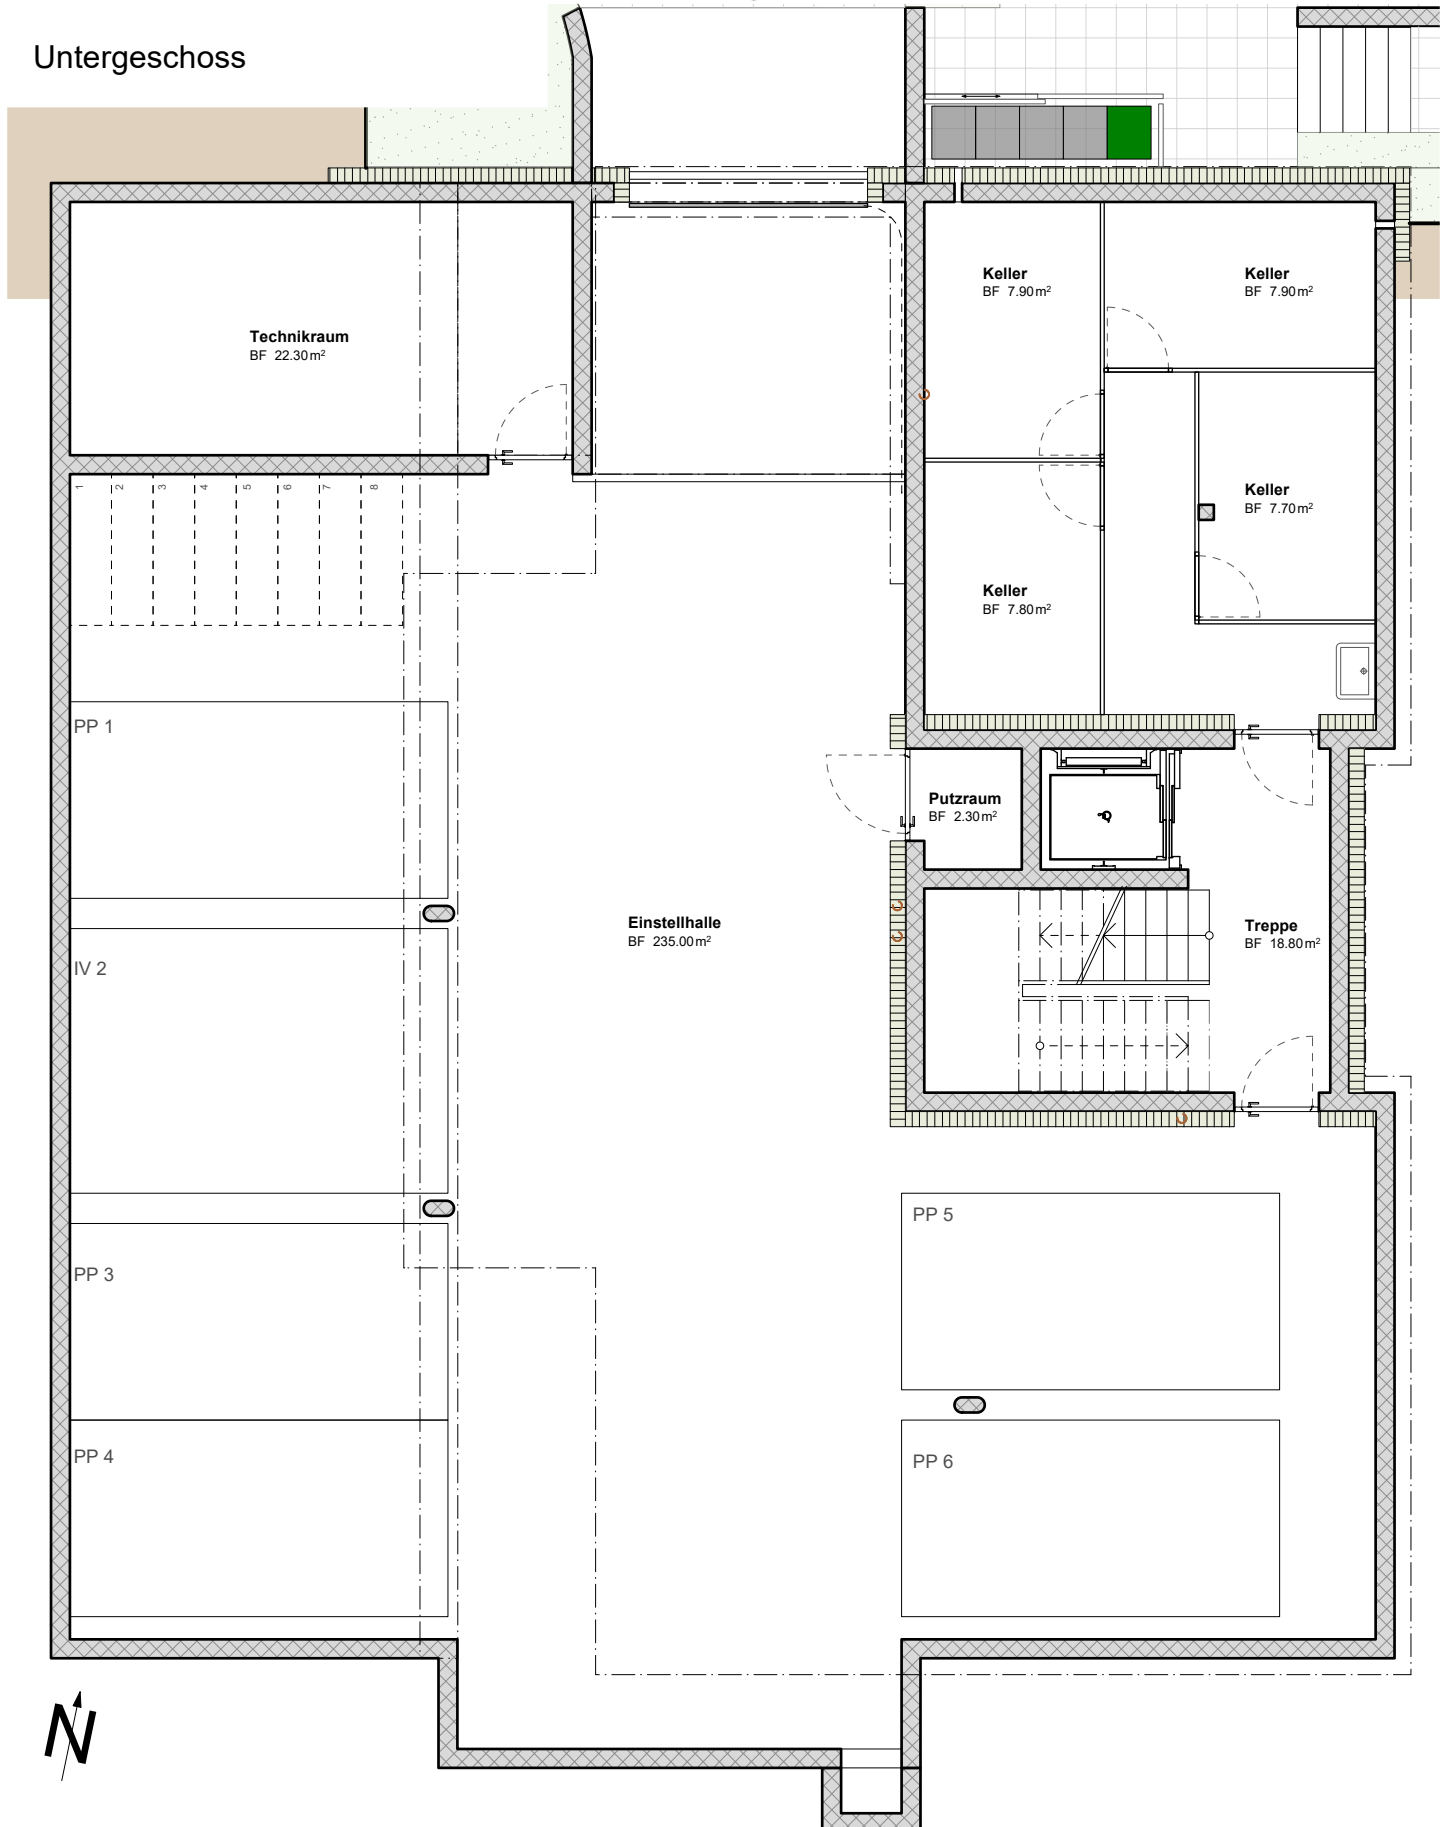 Untergeschoss
Keller
BF 7.90m²
Keller
BF 7.90m²
Technikraum
BF 22.30m²
1
2
3
4
5
6
7
8
Keller
BF 7.70m²
Keller
BF 7.80m²
PP 1
Putzraum
BF 2.30m²
Einstellhalle
BF 235.00m²
Treppe
BF 18.80m²
IV 2
PP 5
PP 3
PP 4
PP 6
N